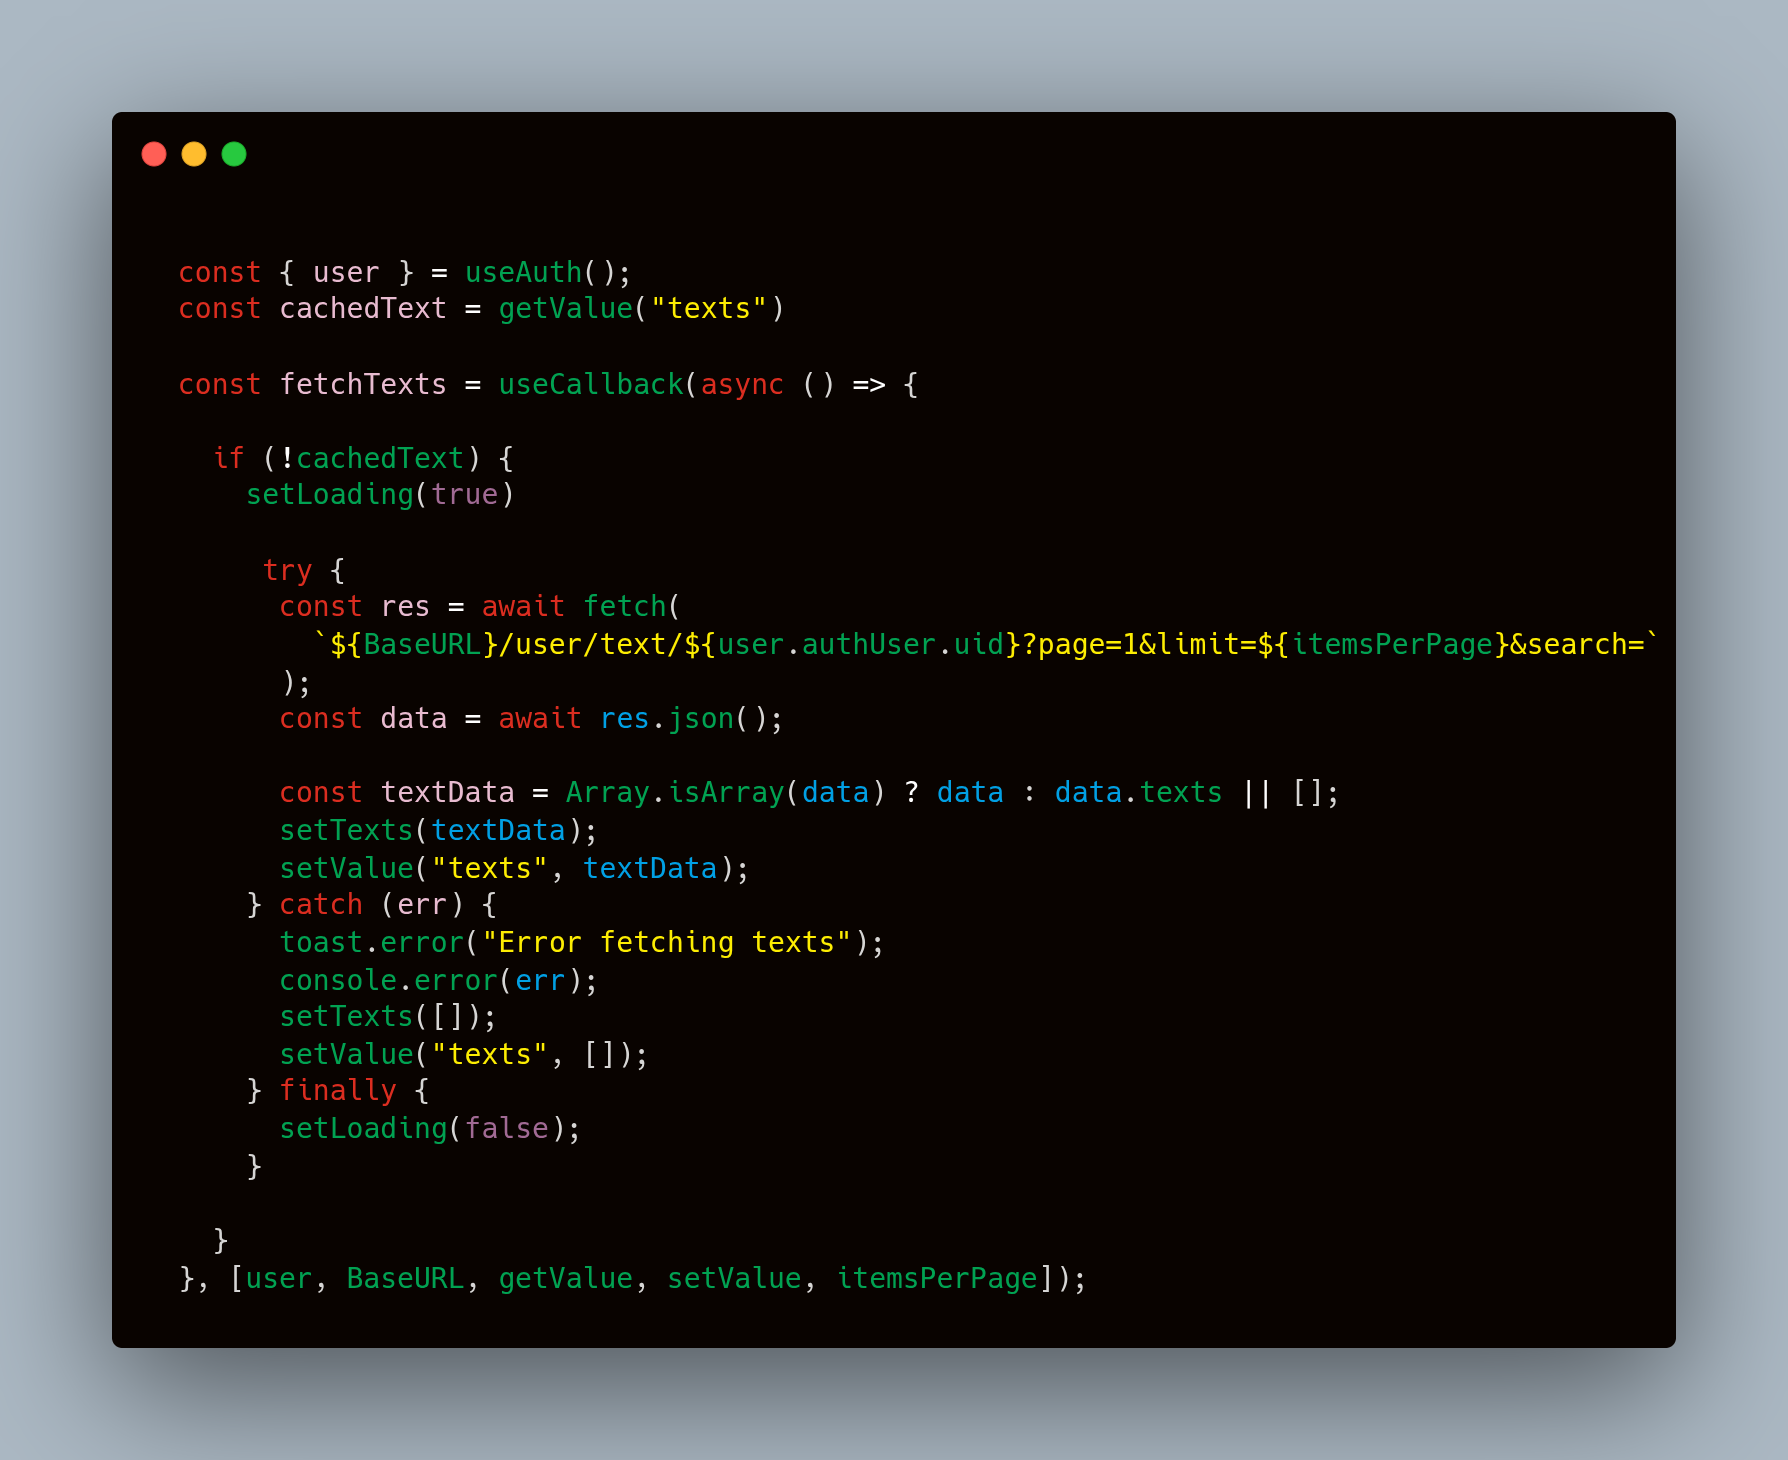 const { user } = useAuth();
const cachedText = getValue("texts")
const fetchTexts = useCallback(async () => {
if (!cachedText) {
setLoading(true)
try {
const res = await fetch(
`${BaseURL}/user/text/${user.authUser.uid}?page=1&limit=${itemsPerPage}&search=`
);
const data = await res.json();
const textData = Array.isArray(data) ? data : data.texts || [];
setTexts(textData);
setValue("texts", textData);
} catch (err) {
toast.error("Error fetching texts");
console.error(err);
setTexts([]);
setValue("texts", []);
} finally {
setLoading(false);
}
}
}, [user, BaseURL, getValue, setValue, itemsPerPage]);